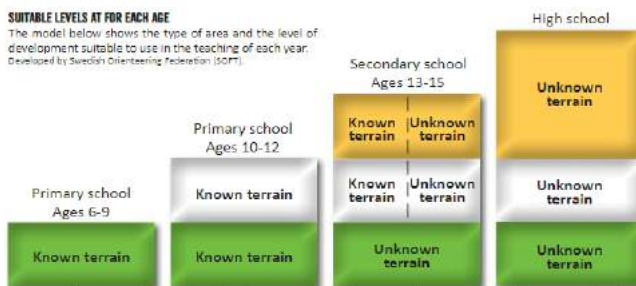 SUITABLE LEVELS AT FOR EACH AGE
The model below shows the type of area and the level of
development suitable to use in the teaching of each year.
Developed by Swedish Orienteering Federation (SOFT).
Primary school
Ages 6-9
Known terrain
Primary school
Ages 10-12
Known terrain
Known terrain
Secondary school
Ages 13-15
Known Unknown
terrain terrain
Known Unknown
terrain terrain
Unknown
terrain
High school
Unknown
terrain
Unknown
terrain
Unknown
terrain